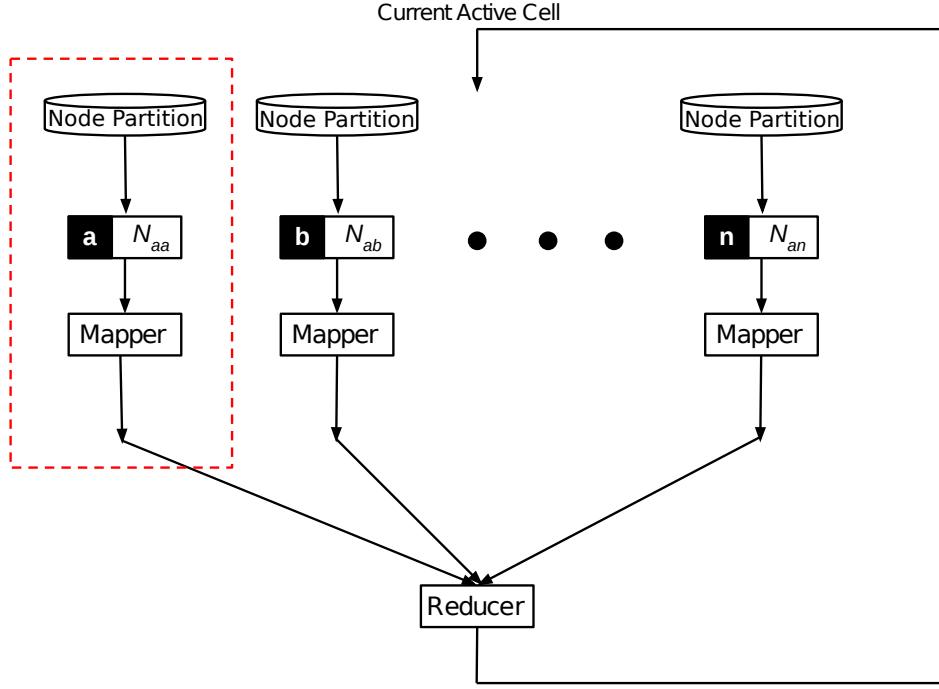 Current Active Cell
Node Partition
Node Partition
Node Partition
a N_aa
b N_ab
n N_an
Mapper
Mapper
Mapper
Reducer